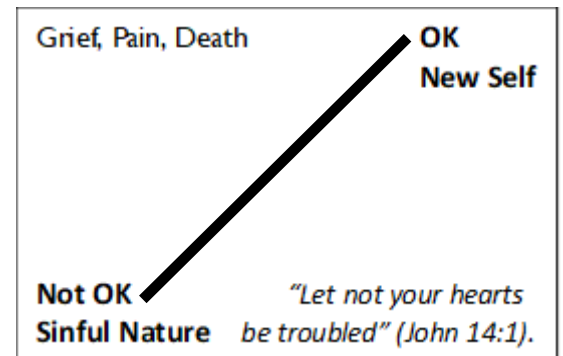 Grief, Pain, Death
OK
New Self
Not OK
Sinful Nature
"Let not your hearts
be troubled" (John 14:1).